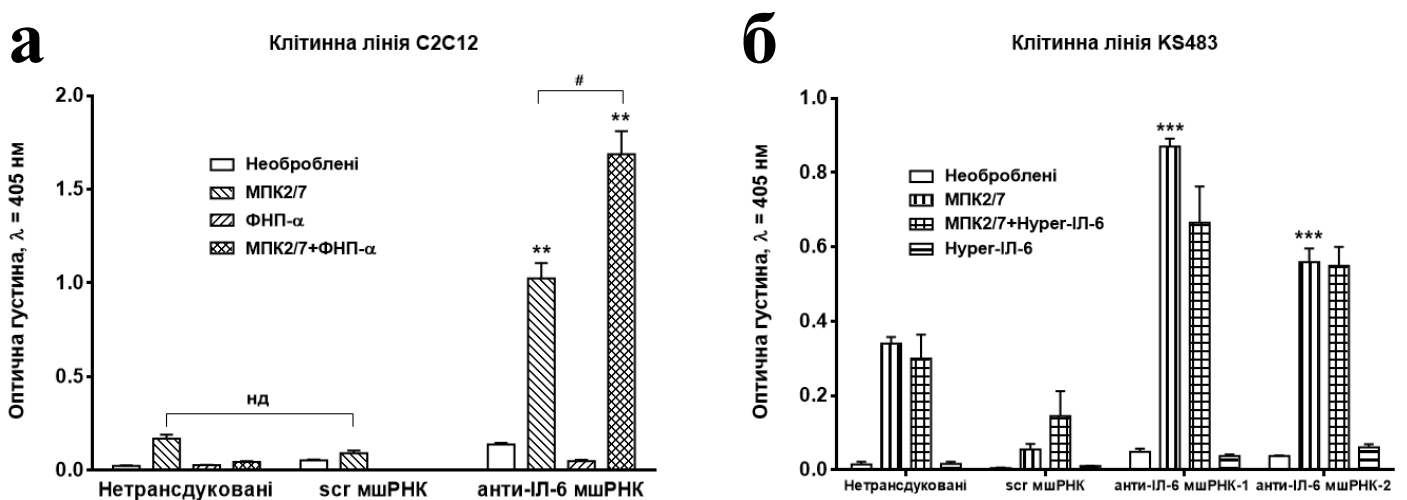 а
Клітинна лінія C2C12
Оптична густина, λ = 405 nm
2.0
1.5
1.0
0.5
0.0
Необроблені
МПК2/7
ФНП-α
МПК2/7+ФНП-α
нд
**
#
**
Нетрансдуковані
scr мшРНК
анти-ІЛ-6 мшРНК
б
Клітинна лінія KS483
Оптична густина, λ = 405 nm
1.0
0.8
0.6
0.4
0.2
0.0
Необроблені
МПК2/7
МПК2/7+Hyper-ІЛ-6
Hyper-ІЛ-6
***
***
Нетрансдуковані
scr мшРНК
анти-ІЛ-6 мшРНК-1
анти-ІЛ-6 мшРНК-2